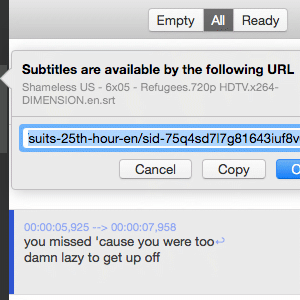 Empty All Ready
Subtitles are available by the following URL
Shameless US - 6x05 - Refugees.720p HDTV.x264-
DIMENSION.en.srt
suits-25th-hour-en/sid-75q4sd7l7g81643iuf8v
Cancel Copy
00:00:05,925 --> 00:00:07,958
you missed 'cause you were too↩
damn lazy to get up off